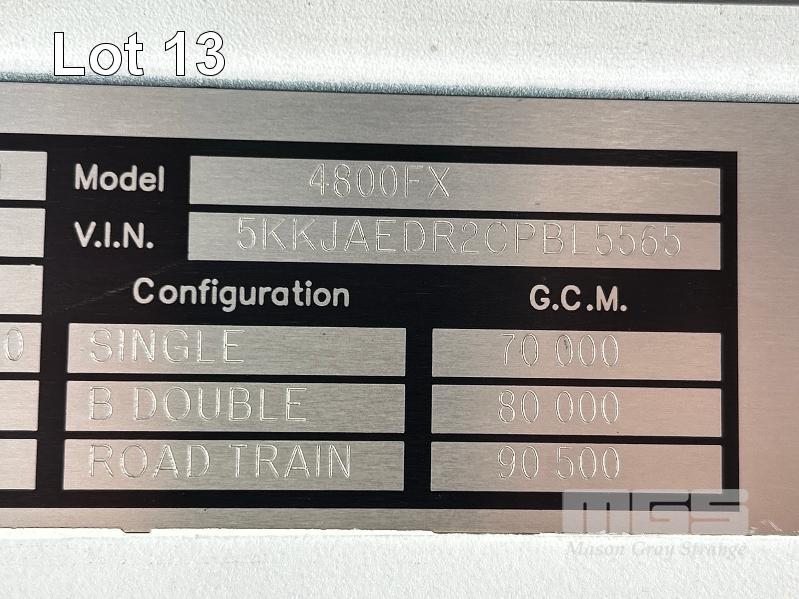 Lot 13
Model 4800FX
V.I.N. 5KKJAEDR2CPBL5565
Configuration G.C.M.
0 SINGLE 70 000
B DOUBLE 80 000
ROAD TRAIN 90 500
MGS
Mason Gray Strange